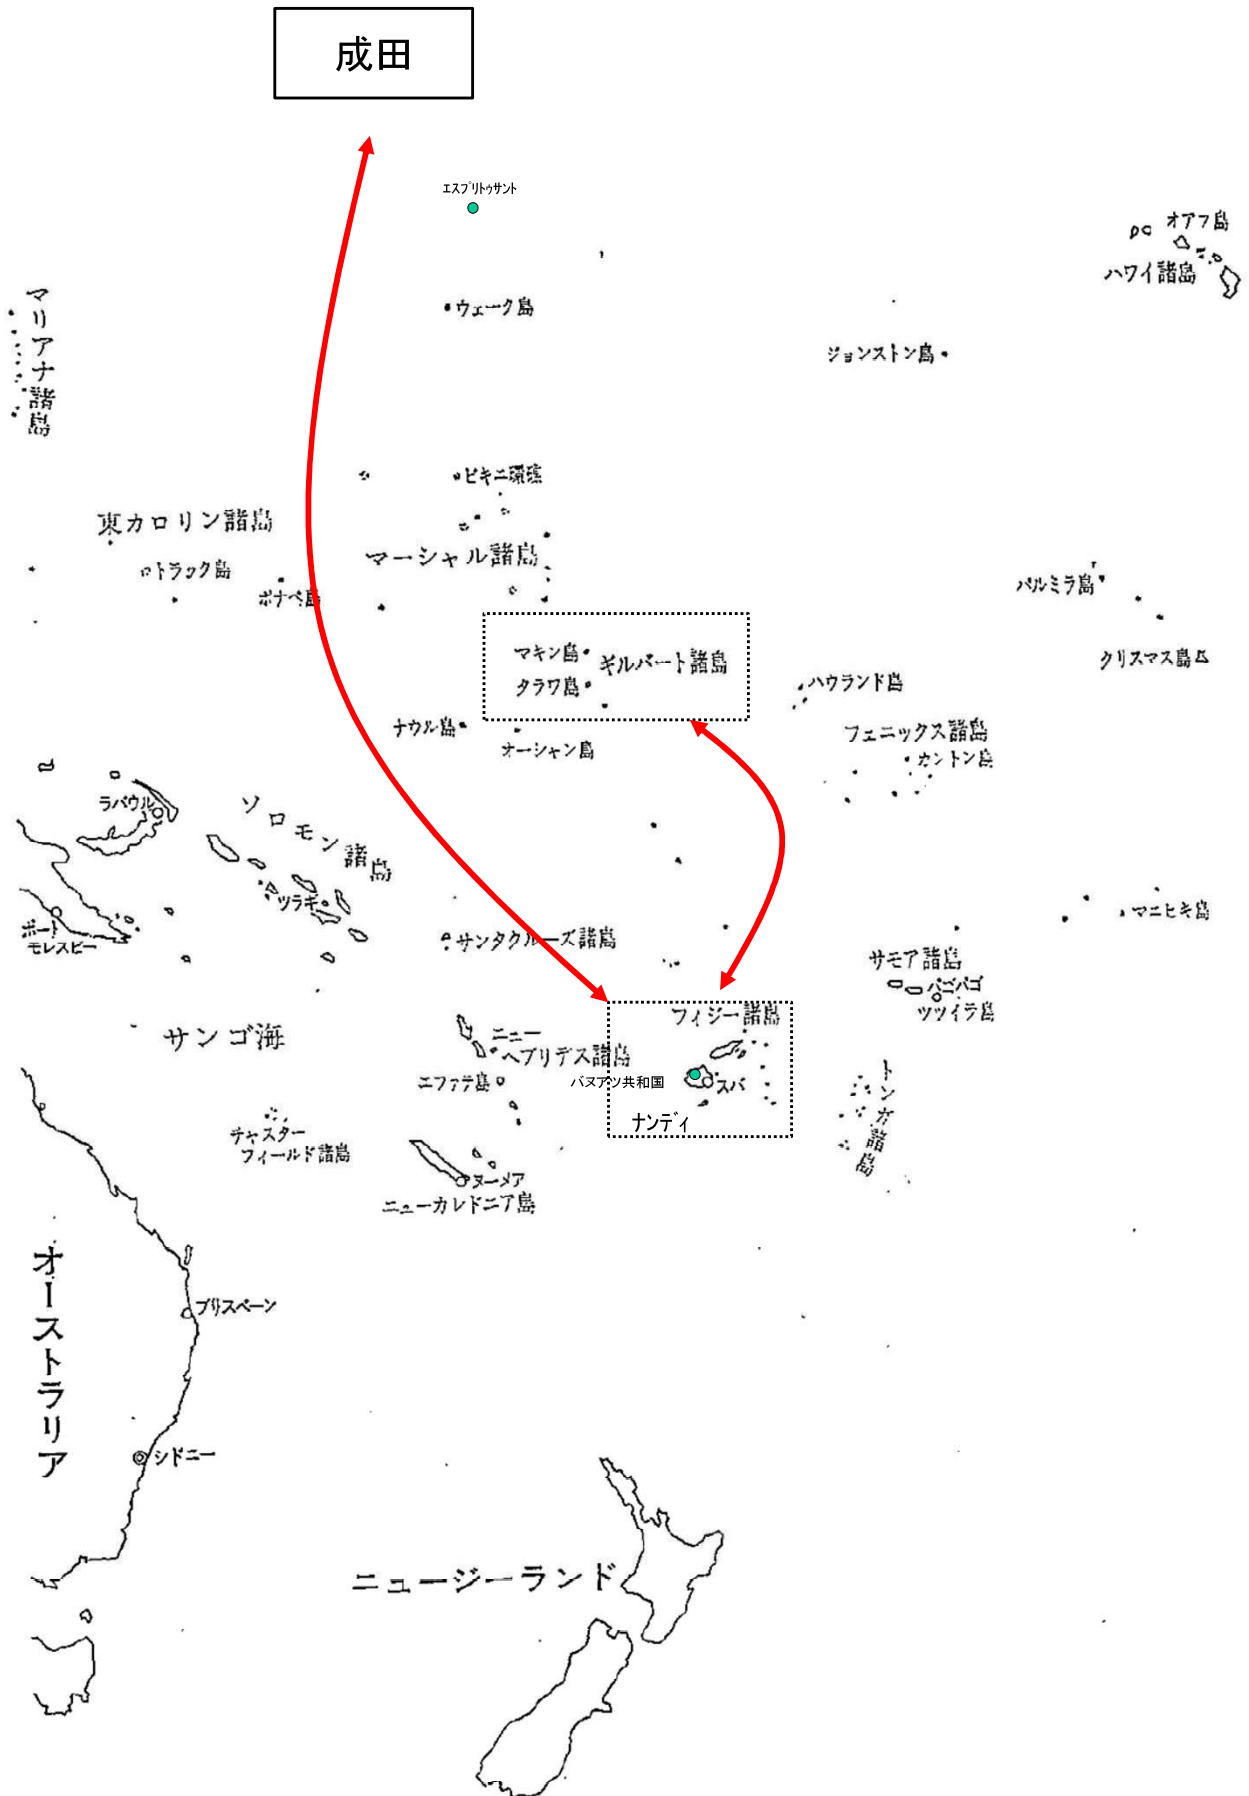 成田
エスプリトゥサント
オアフ島
ハワイ諸島
ウェーク島
マリアナ諸島
ジョンストン島
ビキニ環礁
東カロリン諸島
マーシャル諸島
トラック島
ポナペ島
パルミラ島
マキン島
ギルバート諸島
クリスマス島
タラワ島
ハウランド島
ナウル島
オーシャン島
フェニックス諸島
カントン島
ラバウル
ソロモン諸島
ツラギ
ポート
モレスビー
サンタクルーズ諸島
マニヒキ島
サモア諸島
パゴパゴ
ツツイラ島
フィジー諸島
サンゴ海
ニュー
ヘブリデス諸島
エファテ島
バヌアツ共和国
スバ
ナンディ
トンガ諸島
チャスター
フィールド諸島
ヌーメア
ニューカレドニア島
オーストラリア
ブリスベーン
シドニー
ニュージーランド